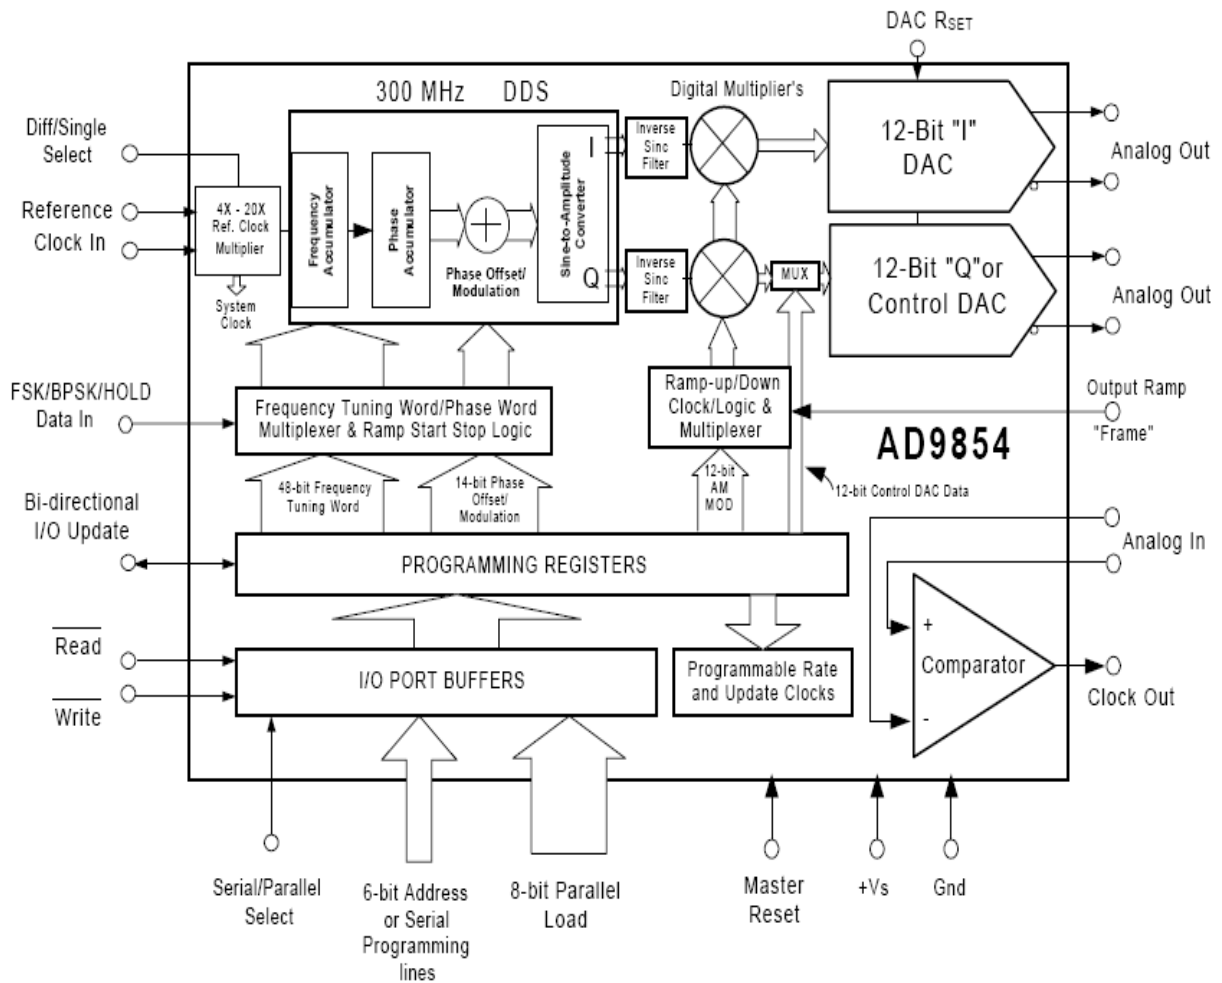 DAC RSET
300 MHz DDS
Digital Multiplier's
Diff/Single
Select
Reference
Clock In
4X - 20X
Ref. Clock
Multiplier
System
Clock
Frequency
Accumulator
Phase
Accumulator
Phase Offset/
Modulation
Sine-to-Amplitude
Converter
I
Q
Inverse
Sinc
Filter
Inverse
Sinc
Filter
MUX
12-Bit "I"
DAC
12-Bit "Q"or
Control DAC
Analog Out
Analog Out
FSK/BPSK/HOLD
Data In
Frequency Tuning Word/Phase Word
Multiplexer & Ramp Start Stop Logic
Ramp-up/Down
Clock/Logic &
Multiplexer
Output Ramp
"Frame"
AD9854
48-bit Frequency
Tuning Word
14-bit Phase
Offset/
Modulation
12-bit
AM
MOD
12-bit Control DAC Data
Bi-directional
I/O Update
PROGRAMMING REGISTERS
Analog In
Read
Write
I/O PORT BUFFERS
Programmable Rate
and Update Clocks
+
Comparator
-
Clock Out
Serial/Parallel
Select
6-bit Address
or Serial
Programming
lines
8-bit Parallel
Load
Master
Reset
+Vs
Gnd